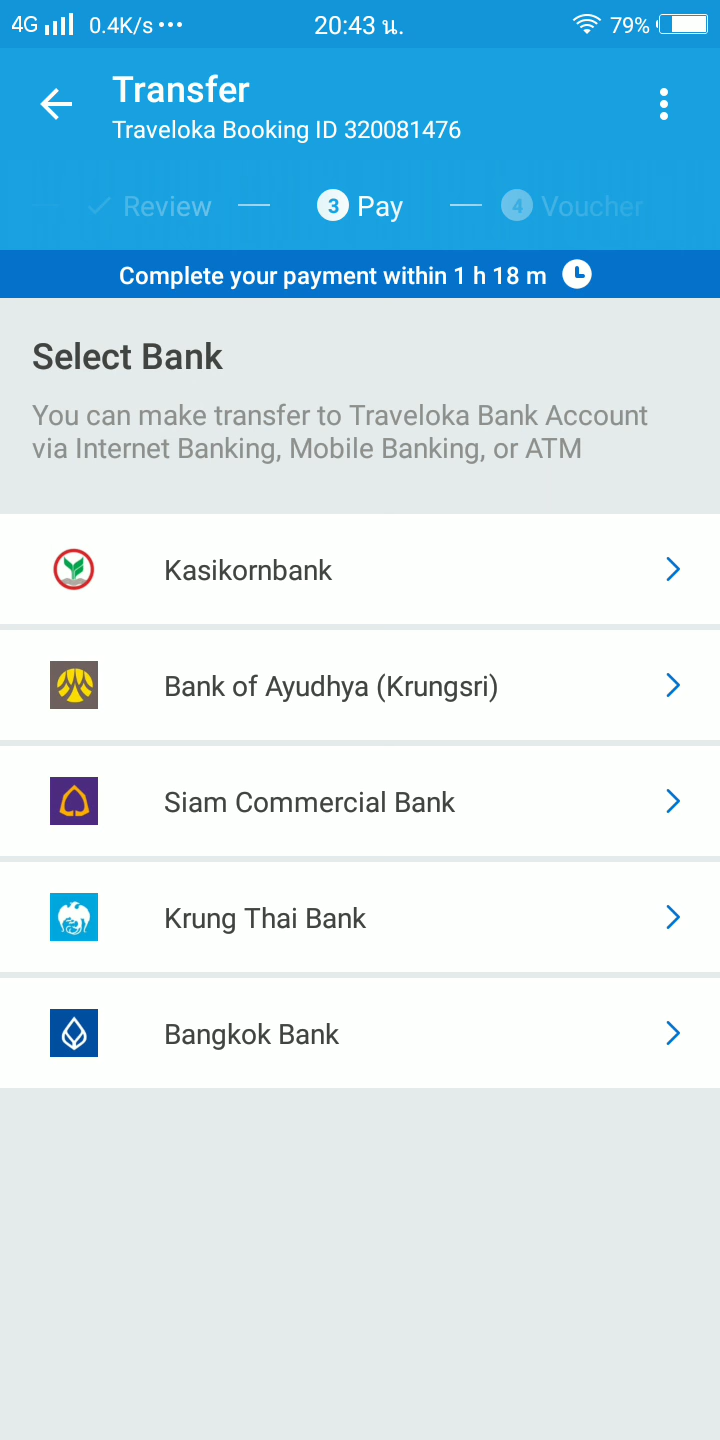 4G 0.4K/s ••• 20:43 น. 79%
Transfer
Traveloka Booking ID 320081476
Review 3 Pay 4 Voucher
Complete your payment within 1 h 18 m
Select Bank
You can make transfer to Traveloka Bank Account
via Internet Banking, Mobile Banking, or ATM
Kasikornbank
Bank of Ayudhya (Krungsri)
Siam Commercial Bank
Krung Thai Bank
Bangkok Bank